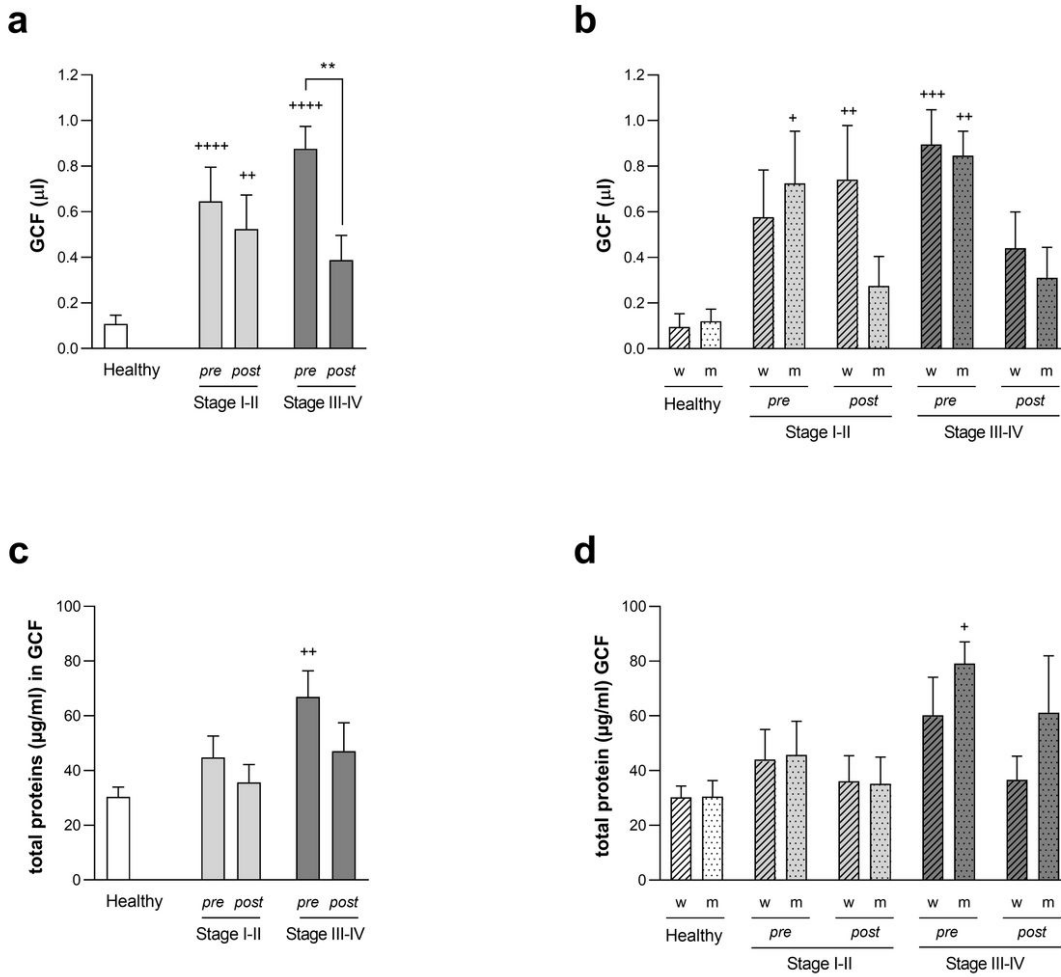 a
GCF (µl)
1.2
1.0
0.8
0.6
0.4
0.2
0.0
++++
++
++++
**
Healthy
pre post pre post
Stage I-II Stage III-IV
b
GCF (µl)
1.2
1.0
0.8
0.6
0.4
0.2
0.0
+
++
+++
++
w m w m w m w m w m
Healthy pre post pre post
Stage I-II Stage III-IV
c
total proteins (µg/ml) in GCF
100
80
60
40
20
0
++
Healthy
pre post pre post
Stage I-II Stage III-IV
d
total protein (µg/ml) GCF
100
80
60
40
20
0
+
w m w m w m w m w m
Healthy pre post pre post
Stage I-II Stage III-IV